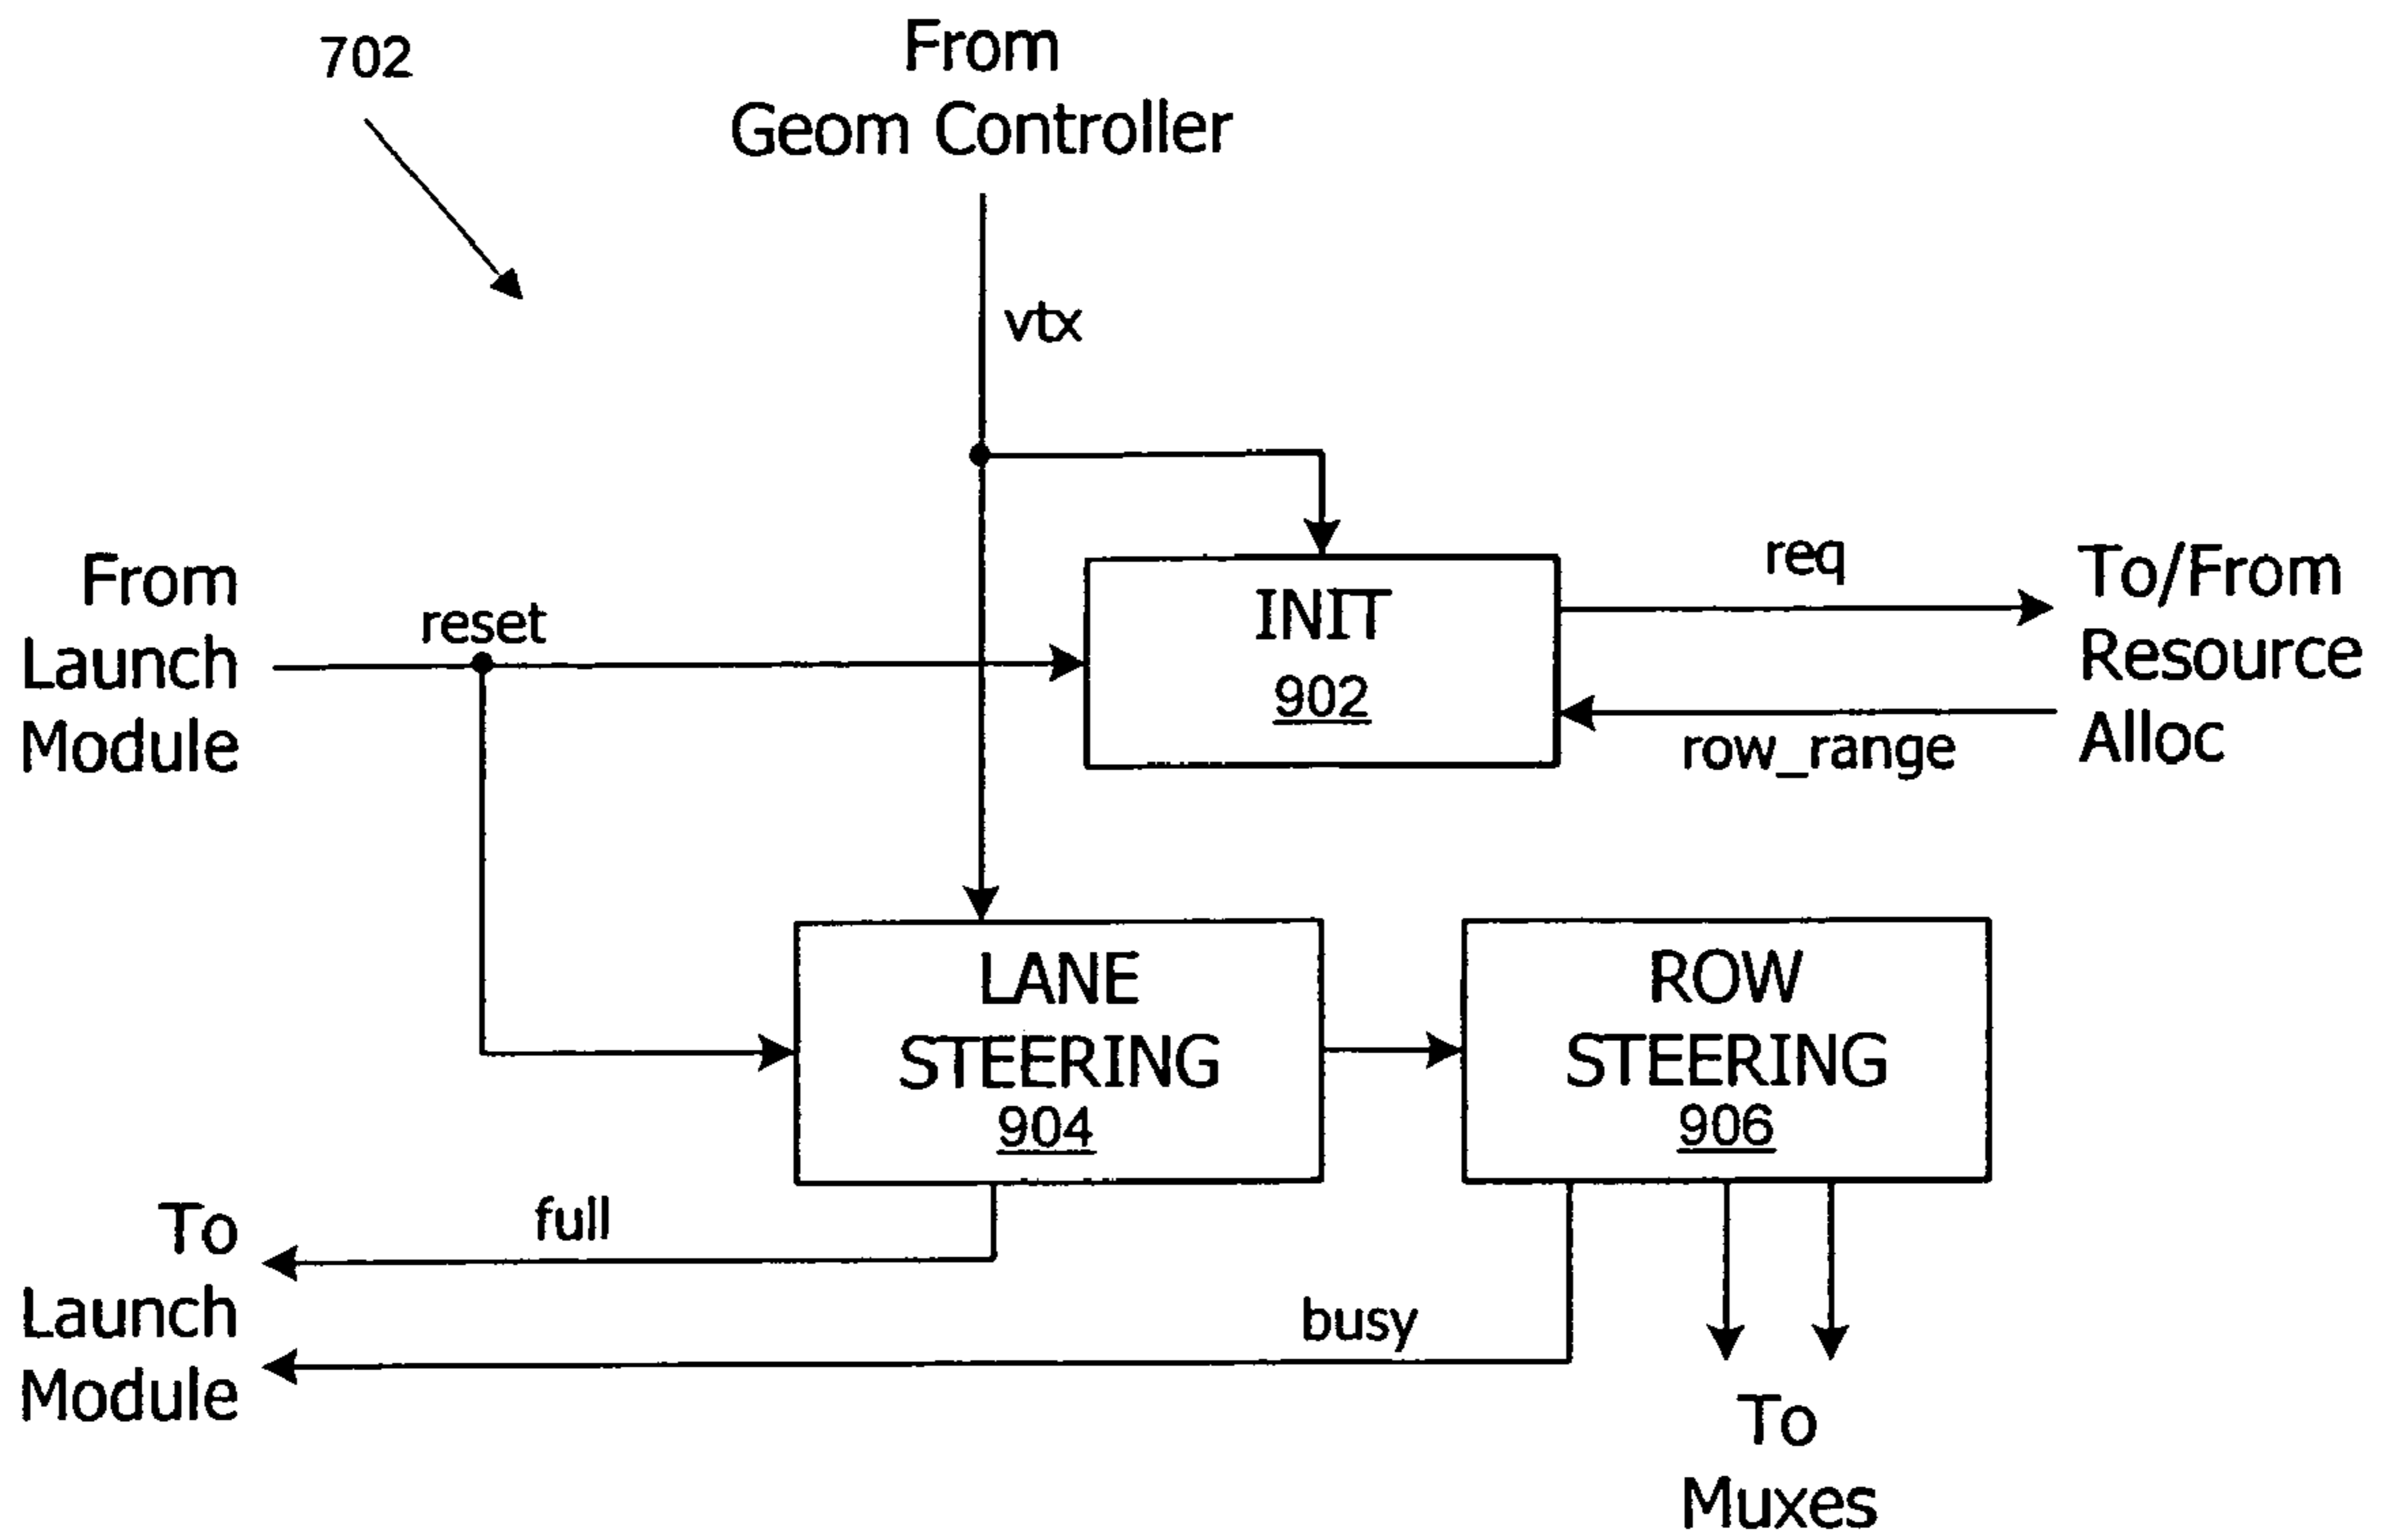 702
From
Geom Controller
vtx
From
Launch
Module
reset
INIT
902
req
row_range
To/From
Resource
Alloc
LANE
STEERING
904
ROW
STEERING
906
full
busy
To
Launch
Module
To
Muxes